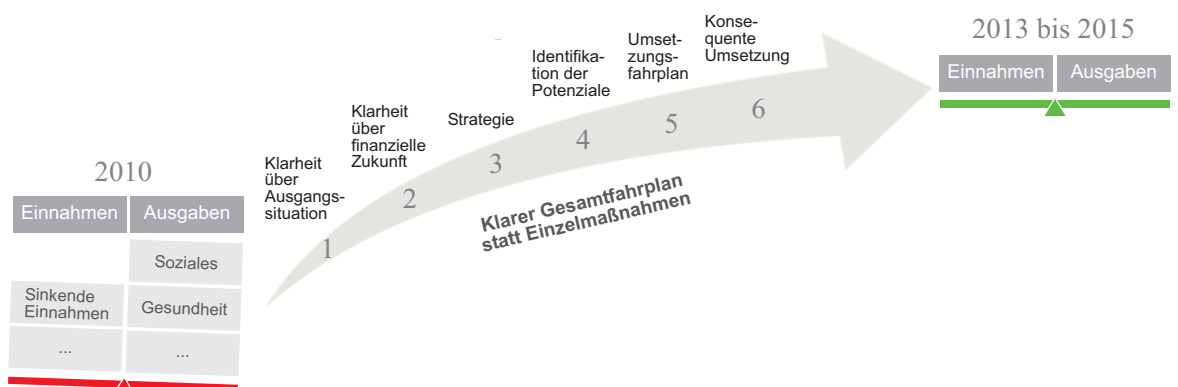 2010
Einnahmen
Ausgaben
Soziales
Sinkende
Einnahmen
Gesundheit
...
...
Klarheit
über
Ausgangs-
situation
1
Klarheit
über
finanzielle
Zukunft
2
Strategie
3
Identifika-
tion der
Potenziale
4
Umset-
zungs-
fahrplan
5
Konse-
quente
Umsetzung
6
Klarer Gesamtfahrplan
statt Einzelmaßnahmen
2013 bis 2015
Einnahmen
Ausgaben